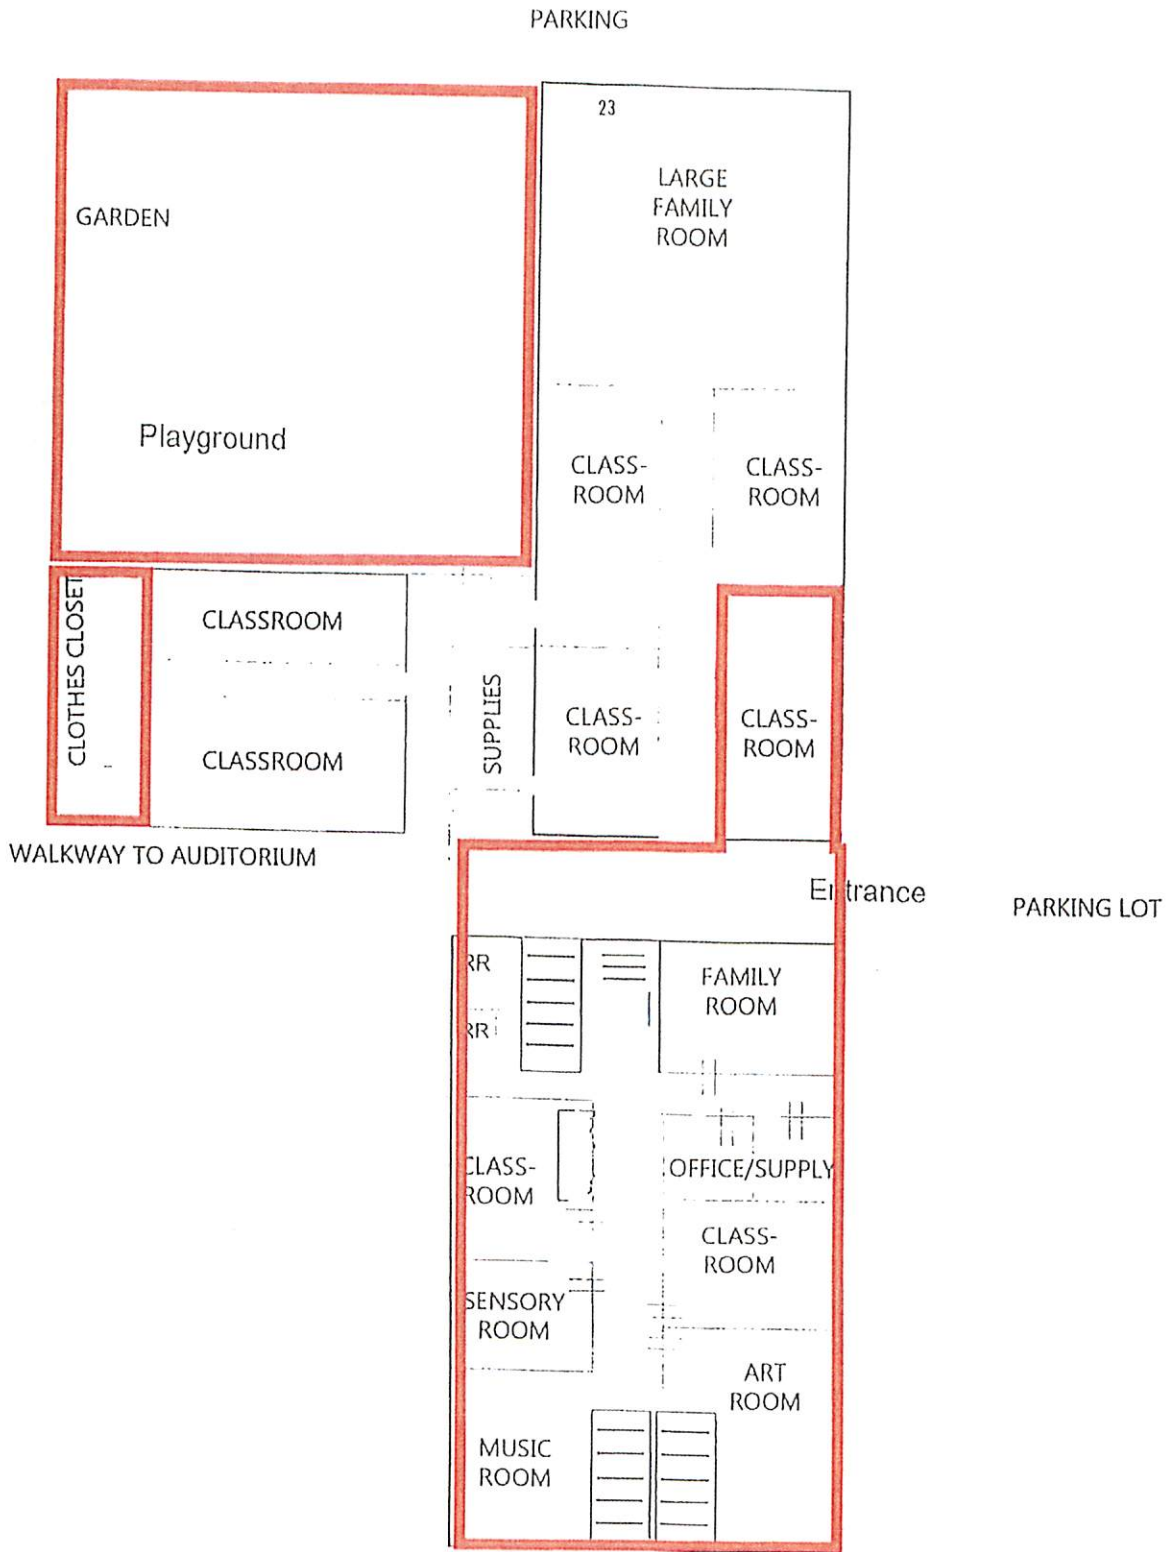 PARKING
23
LARGE
FAMILY
ROOM
GARDEN
Playground
CLASS-
ROOM
CLASS-
ROOM
CLOTHES CLOSET
CLASSROOM
CLASSROOM
SUPPLIES
CLASS-
ROOM
CLASS-
ROOM
WALKWAY TO AUDITORIUM
Entrance
PARKING LOT
RR
RR
FAMILY
ROOM
CLASS-
ROOM
OFFICE/SUPPLY
CLASS-
ROOM
SENSORY
ROOM
ART
ROOM
MUSIC
ROOM